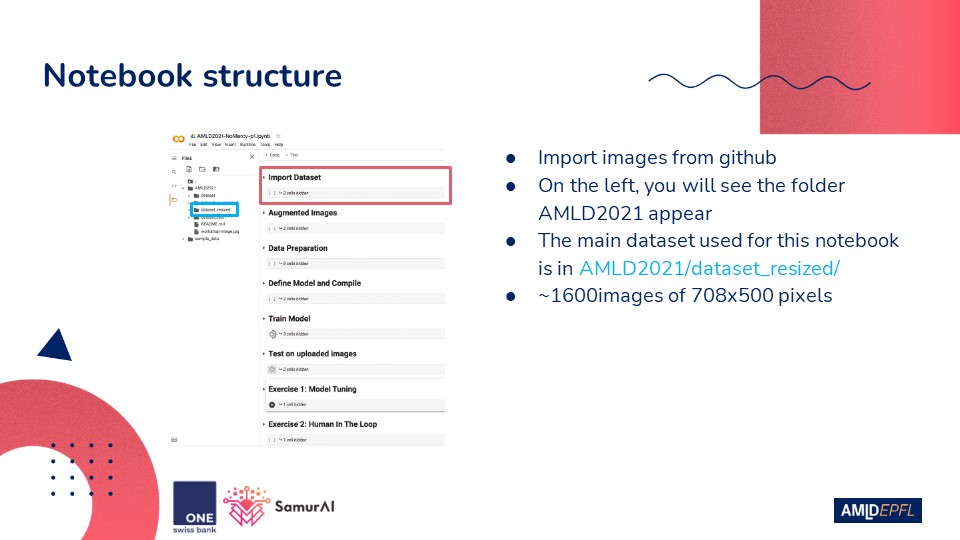 Notebook structure
AMLD2021-NoMercy-p1.ipynb
File Edit View Insert Runtime Tools Help
Files
+ Code + Text
..
AMLD2021
dataset
dataset_resized
README.md
workshop-image.jpg
sample_data
Import Dataset
[ ] ↳ 2 cells hidden
Augmented Images
[ ] ↳ 2 cells hidden
Data Preparation
[ ] ↳ 9 cells hidden
Define Model and Compile
[ ] ↳ 2 cells hidden
Train Model
↳ 3 cells hidden
Test on uploaded images
↳ 2 cells hidden
Exercise 1: Model Tuning
↳ 1 cell hidden
Exercise 2: Human In The Loop
[ ] ↳ 1 cell hidden
● Import images from github
● On the left, you will see the folder
AMLD2021 appear
● The main dataset used for this notebook
is in AMLD2021/dataset_resized/
● ~1600images of 708x500 pixels
ONE
swiss bank
SamurAI
AMLDEPFL